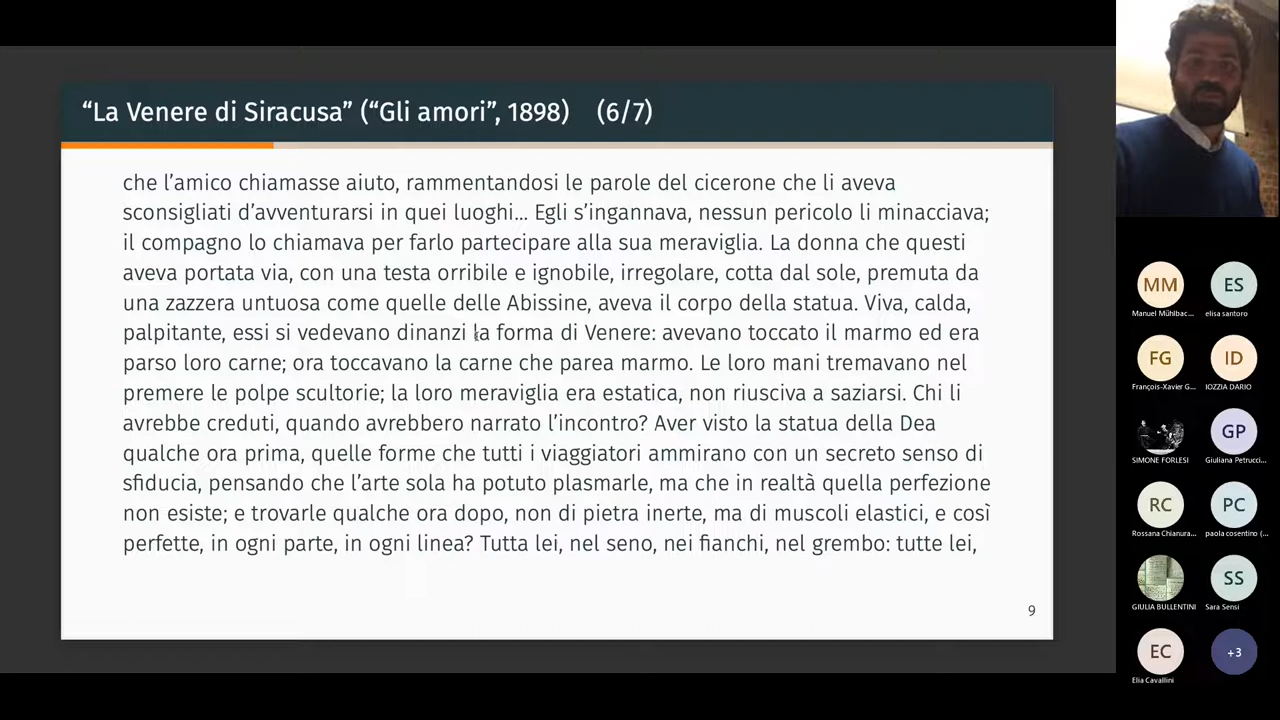 “La Venere di Siracusa” (“Gli amori”, 1898) (6/7)
che l’amico chiamasse aiuto, rammentandosi le parole del cicerone che li aveva
sconsigliati d’avventurarsi in quei luoghi… Egli s’ingannava, nessun pericolo li minacciava;
il compagno lo chiamava per farlo partecipare alla sua meraviglia. La donna che questi
aveva portata via, con una testa orribile e ignobile, irregolare, cotta dal sole, premuta da
una zazzera untuosa come quelle delle Abissine, aveva il corpo della statua. Viva, calda,
palpitante, essi si vedevano dinanzi la forma di Venere: avevano toccato il marmo ed era
parso loro carne; ora toccavano la carne che parea marmo. Le loro mani tremavano nel
premere le polpe scultorie; la loro meraviglia era estatica, non riusciva a saziarsi. Chi li
avrebbe creduti, quando avrebbero narrato l’incontro? Aver visto la statua della Dea
qualche ora prima, quelle forme che tutti i viaggiatori ammirano con un secreto senso di
sfiducia, pensando che l’arte sola ha potuto plasmarle, ma che in realtà quella perfezione
non esiste; e trovarle qualche ora dopo, non di pietra inerte, ma di muscoli elastici, e così
perfette, in ogni parte, in ogni linea? Tutta lei, nel seno, nei fianchi, nel grembo: tutte lei,
9
MM
ES
Manuel Mühlbac...
elisa santoro
FG
ID
François-Xavier G...
IOZZIA DARIO
GP
SIMONE FORLESI
Giuliana Petrucci...
RC
PC
Rossana Chianura...
paola cosentino (...
SS
GIULIA BULLENTINI
Sara Sensi
EC
+3
Elia Cavallini